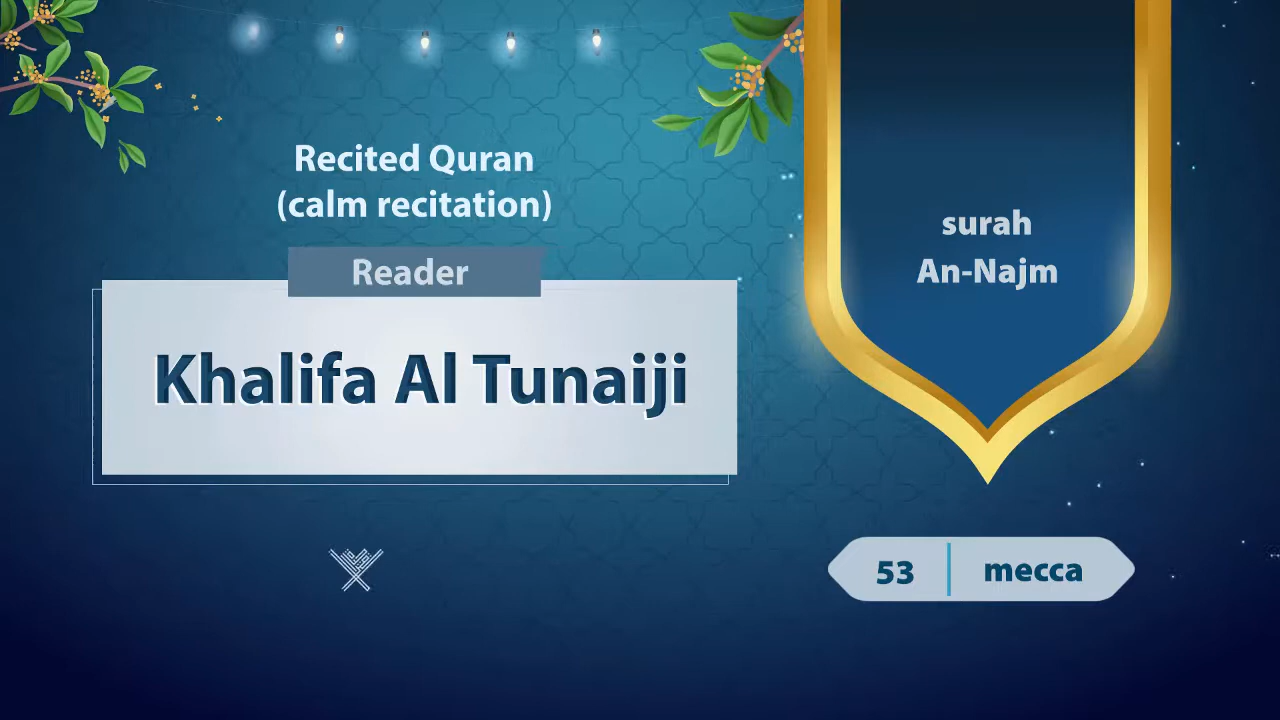 Recited Quran
(calm recitation)
Reader
Khalifa Al Tunaiji
surah
An-Najm
53
mecca